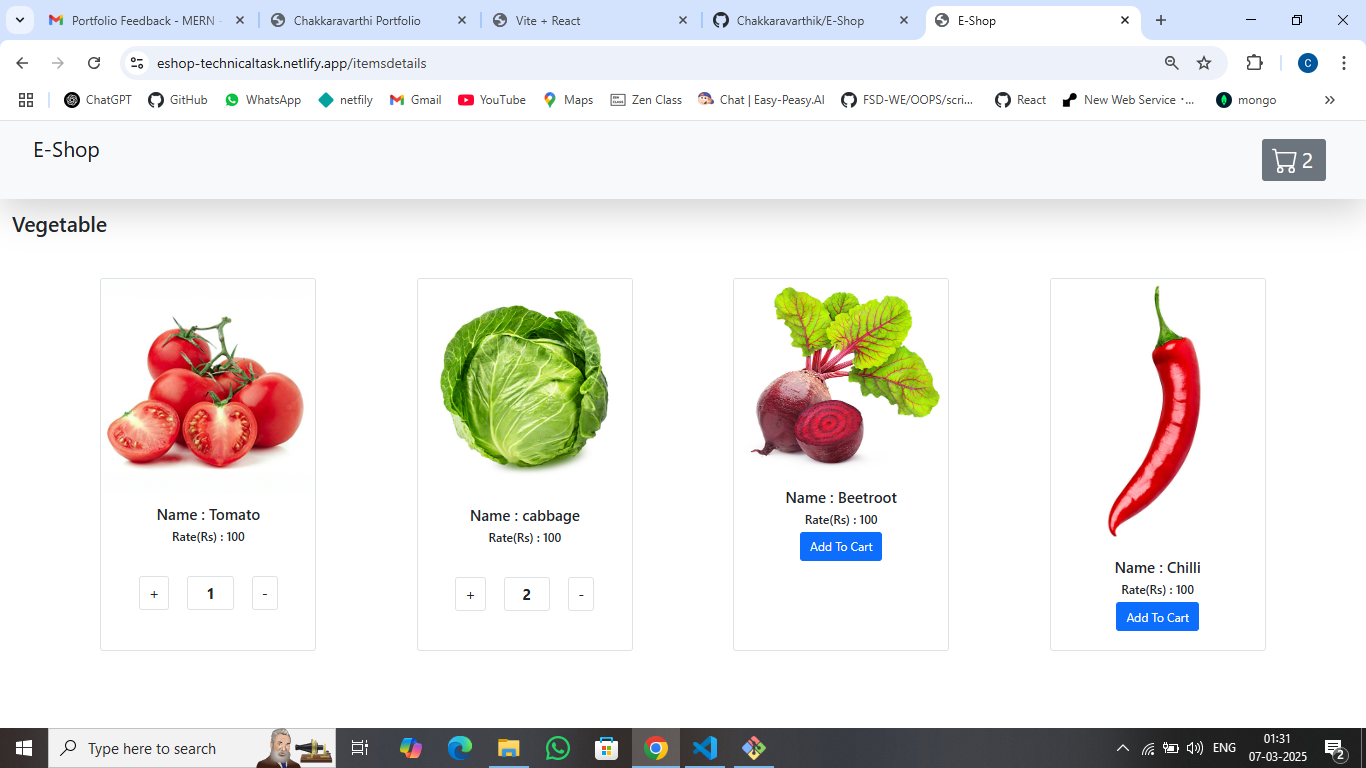 Portfolio Feedback - MERN
Chakkaravarthi Portfolio
Vite + React
Chakkaravarthik/E-Shop
E-Shop
eshop-technicaltask.netlify.app/itemsdetails
C
ChatGPT
GitHub
WhatsApp
netfily
Gmail
YouTube
Maps
Zen Class
Chat | Easy-Peasy.AI
FSD-WE/OOPS/scri...
React
New Web Service · ...
mongo
E-Shop
2
Vegetable
Name : Tomato
Rate(Rs) : 100
+ 1 -
Name : cabbage
Rate(Rs) : 100
+ 2 -
Name : Beetroot
Rate(Rs) : 100
Add To Cart
Name : Chilli
Rate(Rs) : 100
Add To Cart
Type here to search
ENG
01:31
07-03-2025
2